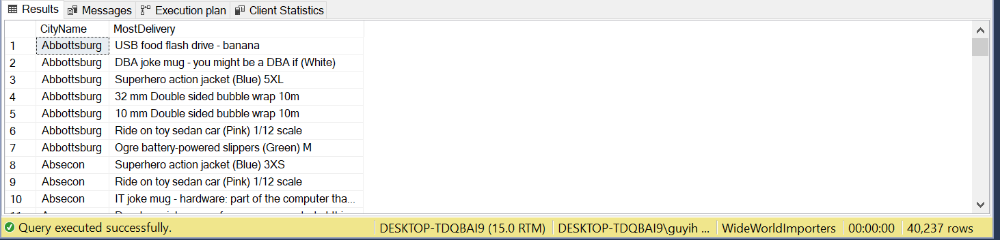 Results Messages Execution plan Client Statistics
CityName MostDelivery
1 Abbottsburg USB food flash drive - banana
2 Abbottsburg DBA joke mug - you might be a DBA if (White)
3 Abbottsburg Superhero action jacket (Blue) 5XL
4 Abbottsburg 32 mm Double sided bubble wrap 10m
5 Abbottsburg 10 mm Double sided bubble wrap 10m
6 Abbottsburg Ride on toy sedan car (Pink) 1/12 scale
7 Abbottsburg Ogre battery-powered slippers (Green) M
8 Absecon Superhero action jacket (Blue) 3XS
9 Absecon Ride on toy sedan car (Pink) 1/12 scale
10 Absecon IT joke mug - hardware: part of the computer tha...
Query executed successfully. DESKTOP-TDQBAI9 (15.0 RTM) DESKTOP-TDQBAI9\guyih ... WideWorldImporters 00:00:00 40,237 rows